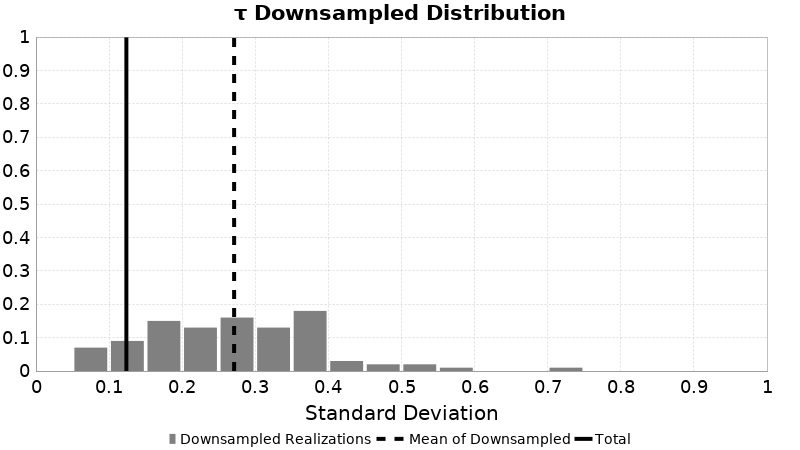 τ Downsampled Distribution
1
0.9
0.8
0.7
0.6
0.5
0.4
0.3
0.2
0.1
0
0 0.1 0.2 0.3 0.4 0.5 0.6 0.7 0.8 0.9 1
Standard Deviation
Downsampled Realizations Mean of Downsampled Total